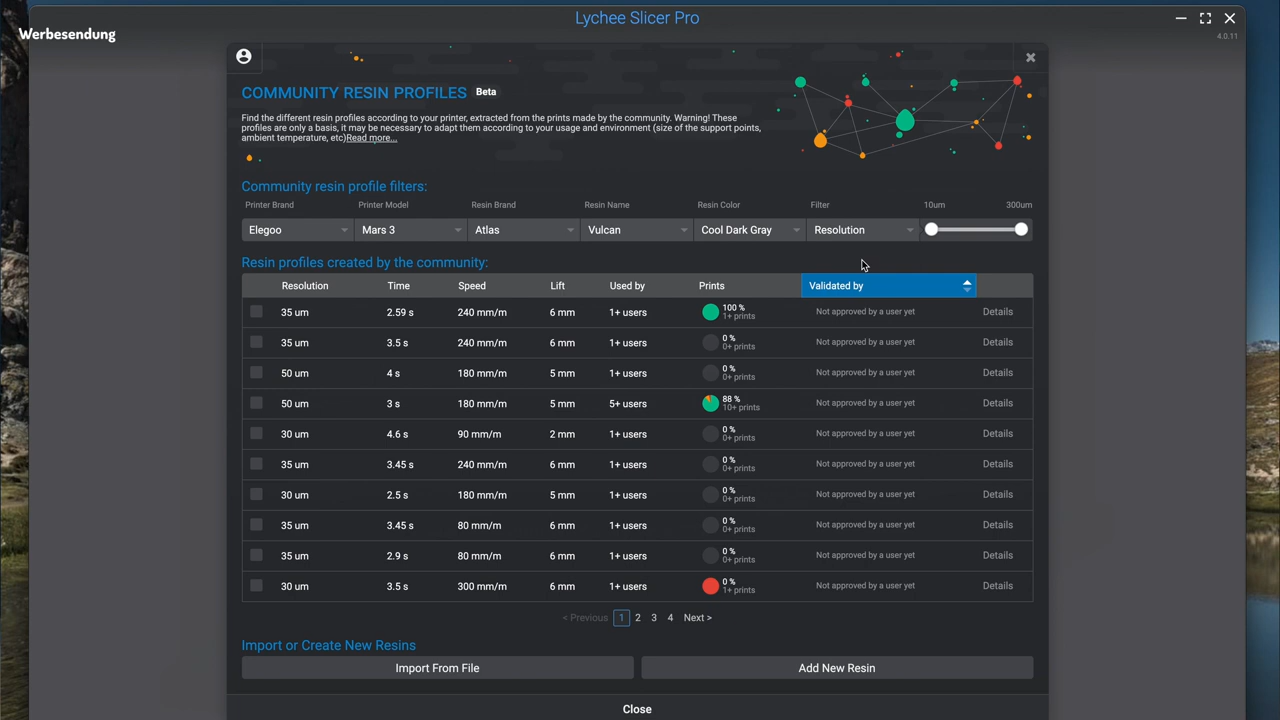 Lychee Slicer Pro
4.0.11
Werbesendung
COMMUNITY RESIN PROFILES Beta
Find the different resin profiles according to your printer, extracted from the prints made by the community. Warning! These
profiles are only a basis, it may be necessary to adapt them according to your usage and environment (size of the support points,
ambient temperature, etc)Read more...
Community resin profile filters:
Printer Brand Printer Model Resin Brand Resin Name Resin Color Filter 10um 300um
Elegoo Mars 3 Atlas Vulcan Cool Dark Gray Resolution
Resin profiles created by the community:
Resolution Time Speed Lift Used by Prints Validated by
35 um 2.59 s 240 mm/m 6 mm 1+ users 100 % 1+ prints Not approved by a user yet Details
35 um 3.5 s 240 mm/m 6 mm 1+ users 0 % 0+ prints Not approved by a user yet Details
50 um 4 s 180 mm/m 5 mm 1+ users 0 % 0+ prints Not approved by a user yet Details
50 um 3 s 180 mm/m 5 mm 5+ users 88 % 10+ prints Not approved by a user yet Details
30 um 4.6 s 90 mm/m 2 mm 1+ users 0 % 0+ prints Not approved by a user yet Details
35 um 3.45 s 240 mm/m 6 mm 1+ users 0 % 0+ prints Not approved by a user yet Details
30 um 2.5 s 180 mm/m 5 mm 1+ users 0 % 0+ prints Not approved by a user yet Details
35 um 3.45 s 80 mm/m 6 mm 1+ users 0 % 0+ prints Not approved by a user yet Details
35 um 2.9 s 80 mm/m 6 mm 1+ users 0 % 0+ prints Not approved by a user yet Details
30 um 3.5 s 300 mm/m 6 mm 1+ users 0 % 1+ prints Not approved by a user yet Details
< Previous 1 2 3 4 Next >
Import or Create New Resins
Import From File Add New Resin
Close